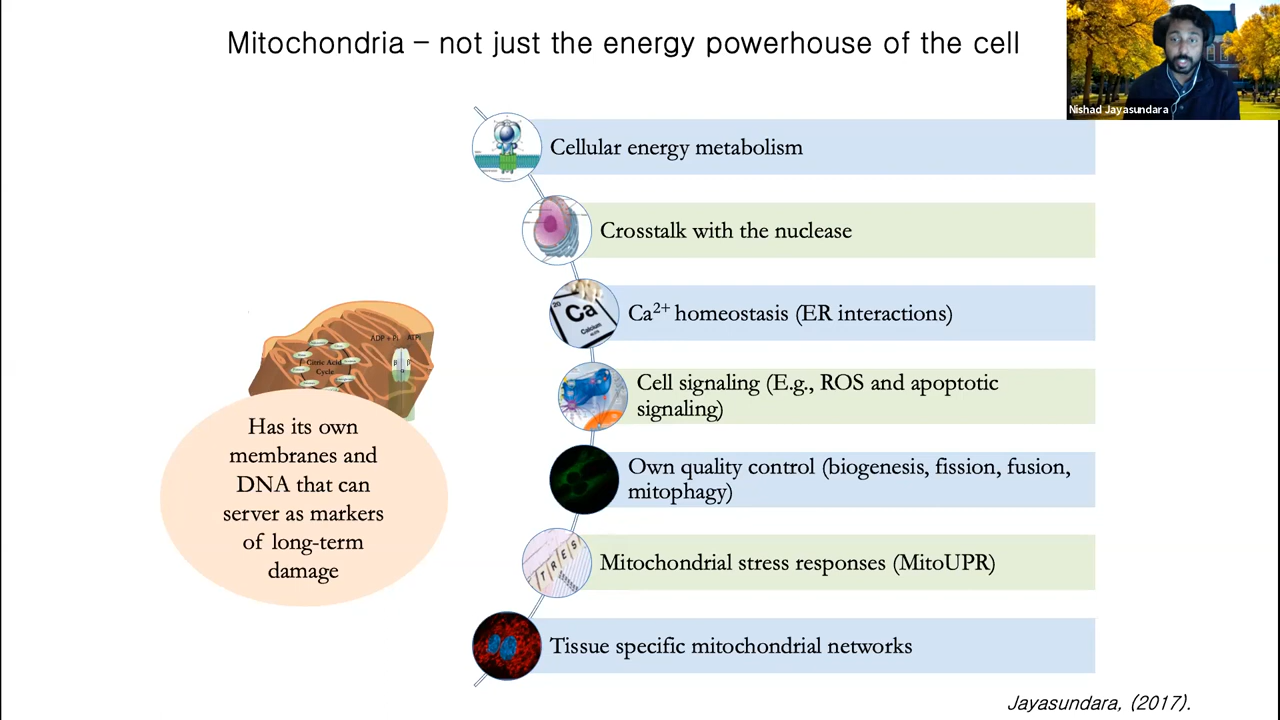 Mitochondria – not just the energy powerhouse of the cell
Nishad Jayasundara
Cellular energy metabolism
Crosstalk with the nuclease
20
Ca
Calcium
Ca²⁺ homeostasis (ER interactions)
Cell signaling (E.g., ROS and apoptotic
signaling)
Own quality control (biogenesis, fission, fusion,
mitophagy)
TRES
Mitochondrial stress responses (MitoUPR)
Tissue specific mitochondrial networks
ADP + Pi ATP
Citric Acid
Cycle
Has its own
membranes and
DNA that can
server as markers
of long-term
damage
Jayasundara, (2017).